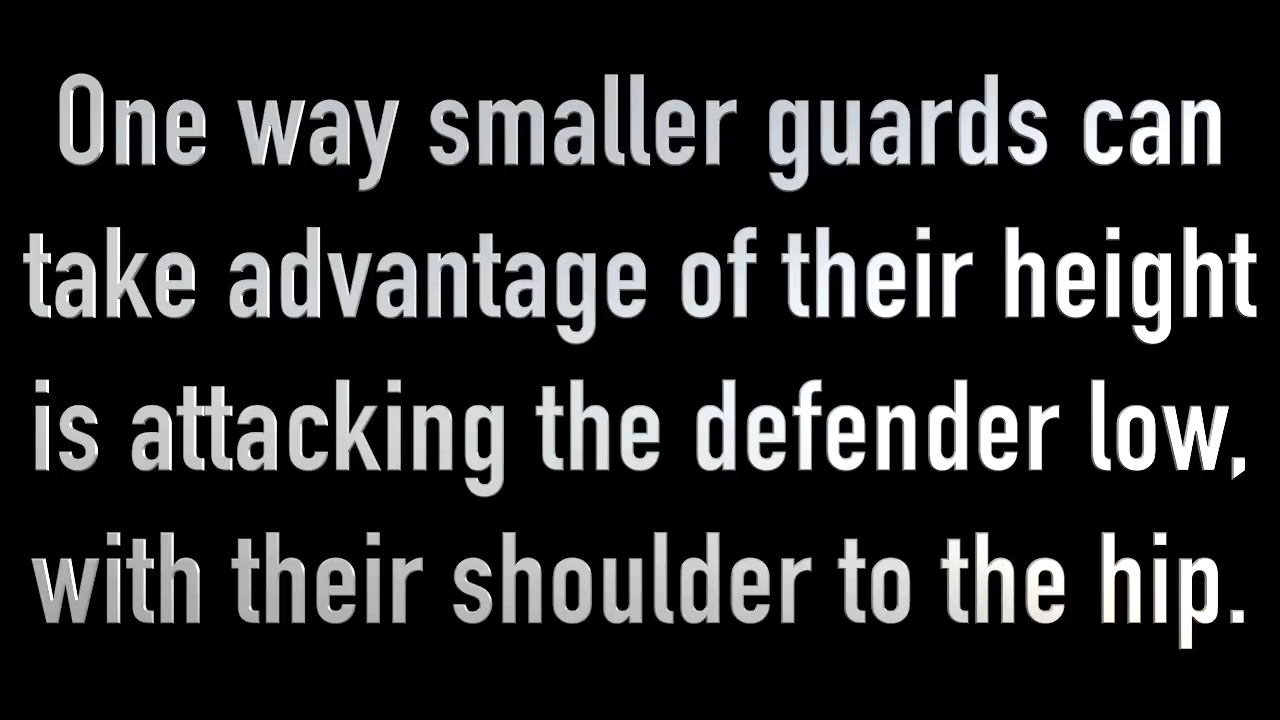 One way smaller guards can
take advantage of their height
is attacking the defender low,
with their shoulder to the hip.